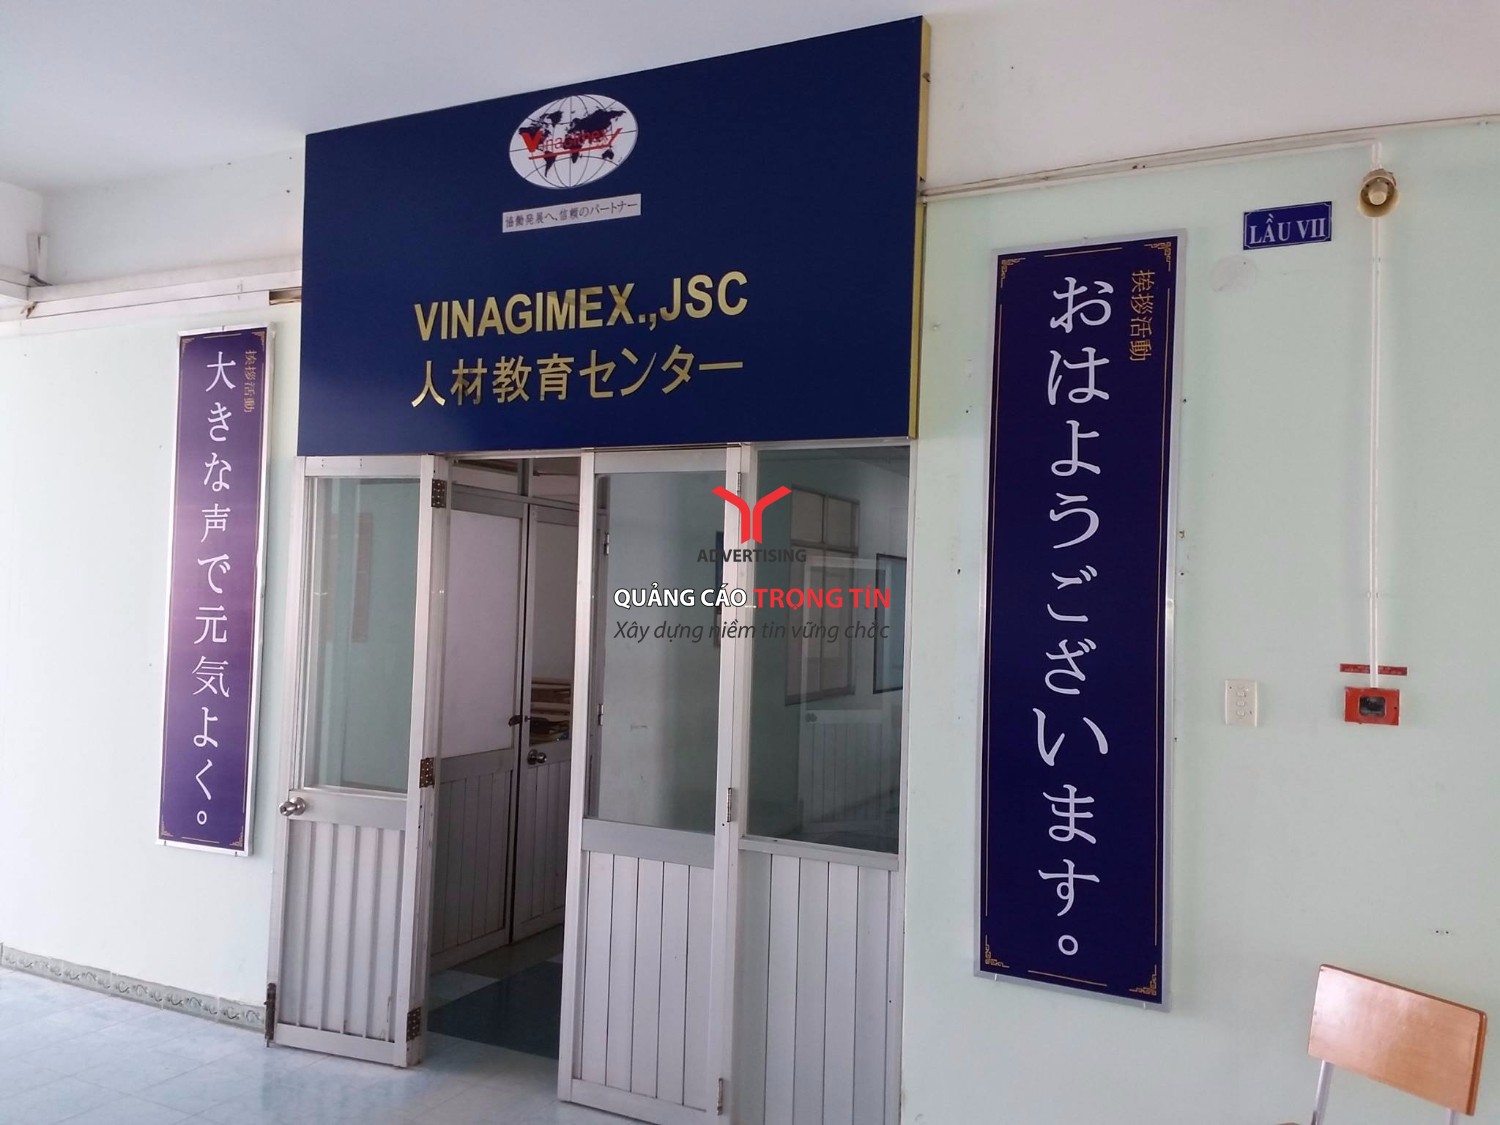 Vinagimex
協働発展へ、信頼のパートナー
VINAGIMEX.,JSC
人材教育センター
挨拶活動
大きな声で元気よく。
挨拶活動
おはようございます。
LẦU VII
ADVERTISING
QUẢNG CÁO TRỌNG TÍN
Xây dựng niềm tin vững chắc